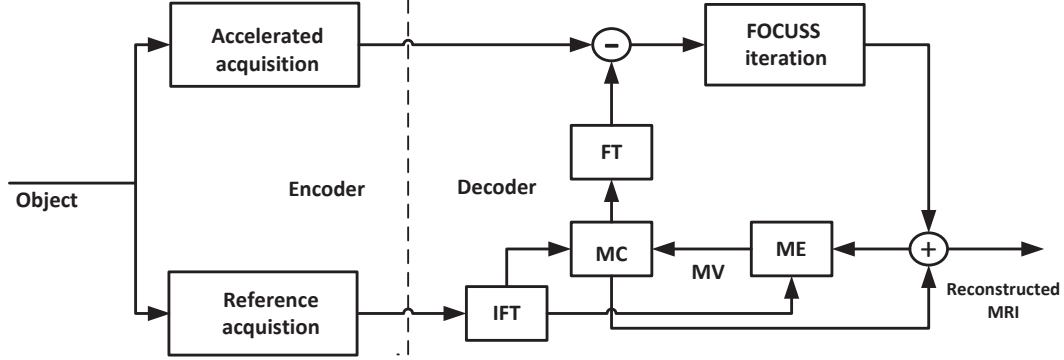 Accelerated
acquisition
−
FOCUSS
iteration
FT
Object
Encoder
Decoder
MC
MV
ME
+
Reconstructed
MRI
Reference
acquistion
IFT